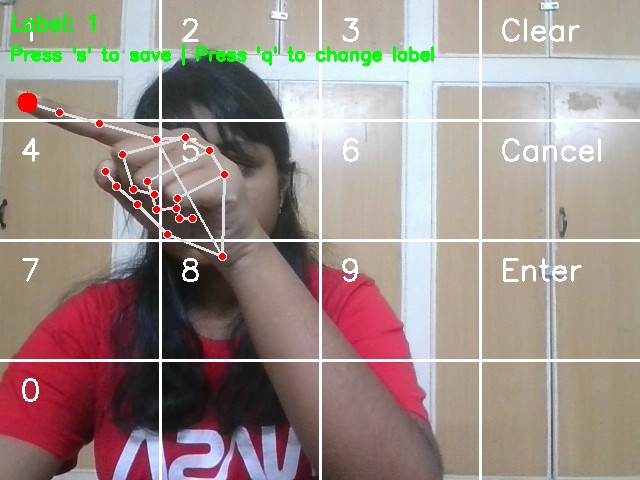 Label: 1
1 2 3 Clear
Press 's' to save | Press 'q' to change label
4 5 6 Cancel
7 8 9 Enter
0
NASA